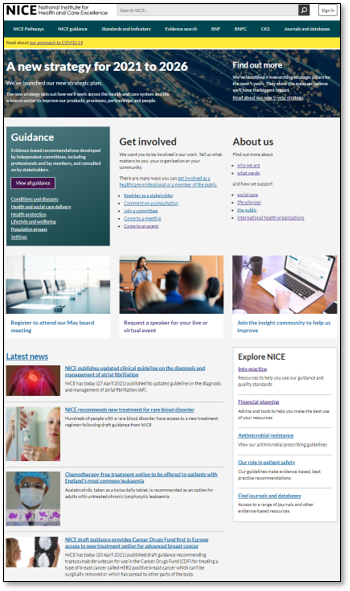 NICE National Institute for
Health and Care Excellence
Search NICE...
Sign in
NICE Pathways NICE guidance Standards and Indicators Evidence search BNF BNFC CKS Journals and databases
Read about our approach to COVID-19
A new strategy for 2021 to 2026
We've launched our new strategic plan.
The new strategy sets out how we'll work across the health and care system and life
science sector to improve our products, processes, partnerships and people.
Find out more
the next 5 years. They show the areas we believe
we'll have the biggest impact.
Read about our new 5-year strategy.
Guidance
Evidence-based recommendations developed
by independent committees, including
professionals and lay members, and consulted
on by stakeholders.
View all guidance
Conditions and diseases
Health and social care delivery
Health protection
Lifestyle and wellbeing
Population groups
Settings
Get involved
We want you to be involved in our work. Tell us what
matters to you, your organisation or your
community.
There are many ways you can get involved as a
healthcare professional or a member of the public:
Register as a stakeholder
Comment on a consultation
Join a committee
Come to a meeting
Come to an event
About us
Find out more about
who we are
what we do
and how we support
social care
life sciences
the public
international health organisations.
Register to attend our May board
meeting
Request a speaker for your live or
virtual event
Join the insight community to help us
improve
Latest news
NICE publishes updated clinical guideline on the diagnosis and
management of atrial fibrillation
NICE has today (27 April 2021) published its updated guideline on the diagnosis
and management of atrial fibrillation (AF).
NICE recommends new treatment for rare blood disorder
Hundreds of people with a rare blood disorder have access to a new treatment
regimen following draft guidance from NICE.
Chemotherapy-free treatment option to be offered to patients with
England's most common leukaemia
Acalabrutinib, taken as a twice daily tablet, is recommended as an option for
adults with untreated chronic lymphocytic leukaemia.
NICE draft guidance provides Cancer Drugs Fund first in Europe
access to new treatment option for advanced breast cancer
NICE has today (20 April 2021) published draft guidance recommending
trastuzumab deruxtecan for use in the Cancer Drugs Fund (CDF) for treating a
type of breast cancer called HER2 positive breast cancer which can't be
surgically removed or which has spread to other parts of the body.
Explore NICE
Into practice
Resources to help you use our guidance and
quality standards
Financial planning
Advice and tools to help you make the best use
of your resources
Antimicrobial resistance
View our antimicrobial prescribing guidelines
Our role in patient safety
Our guidelines make evidence-based, best
practice recommendations.
Find journals and databases
Access to a range of journals and other
evidence-based resources.